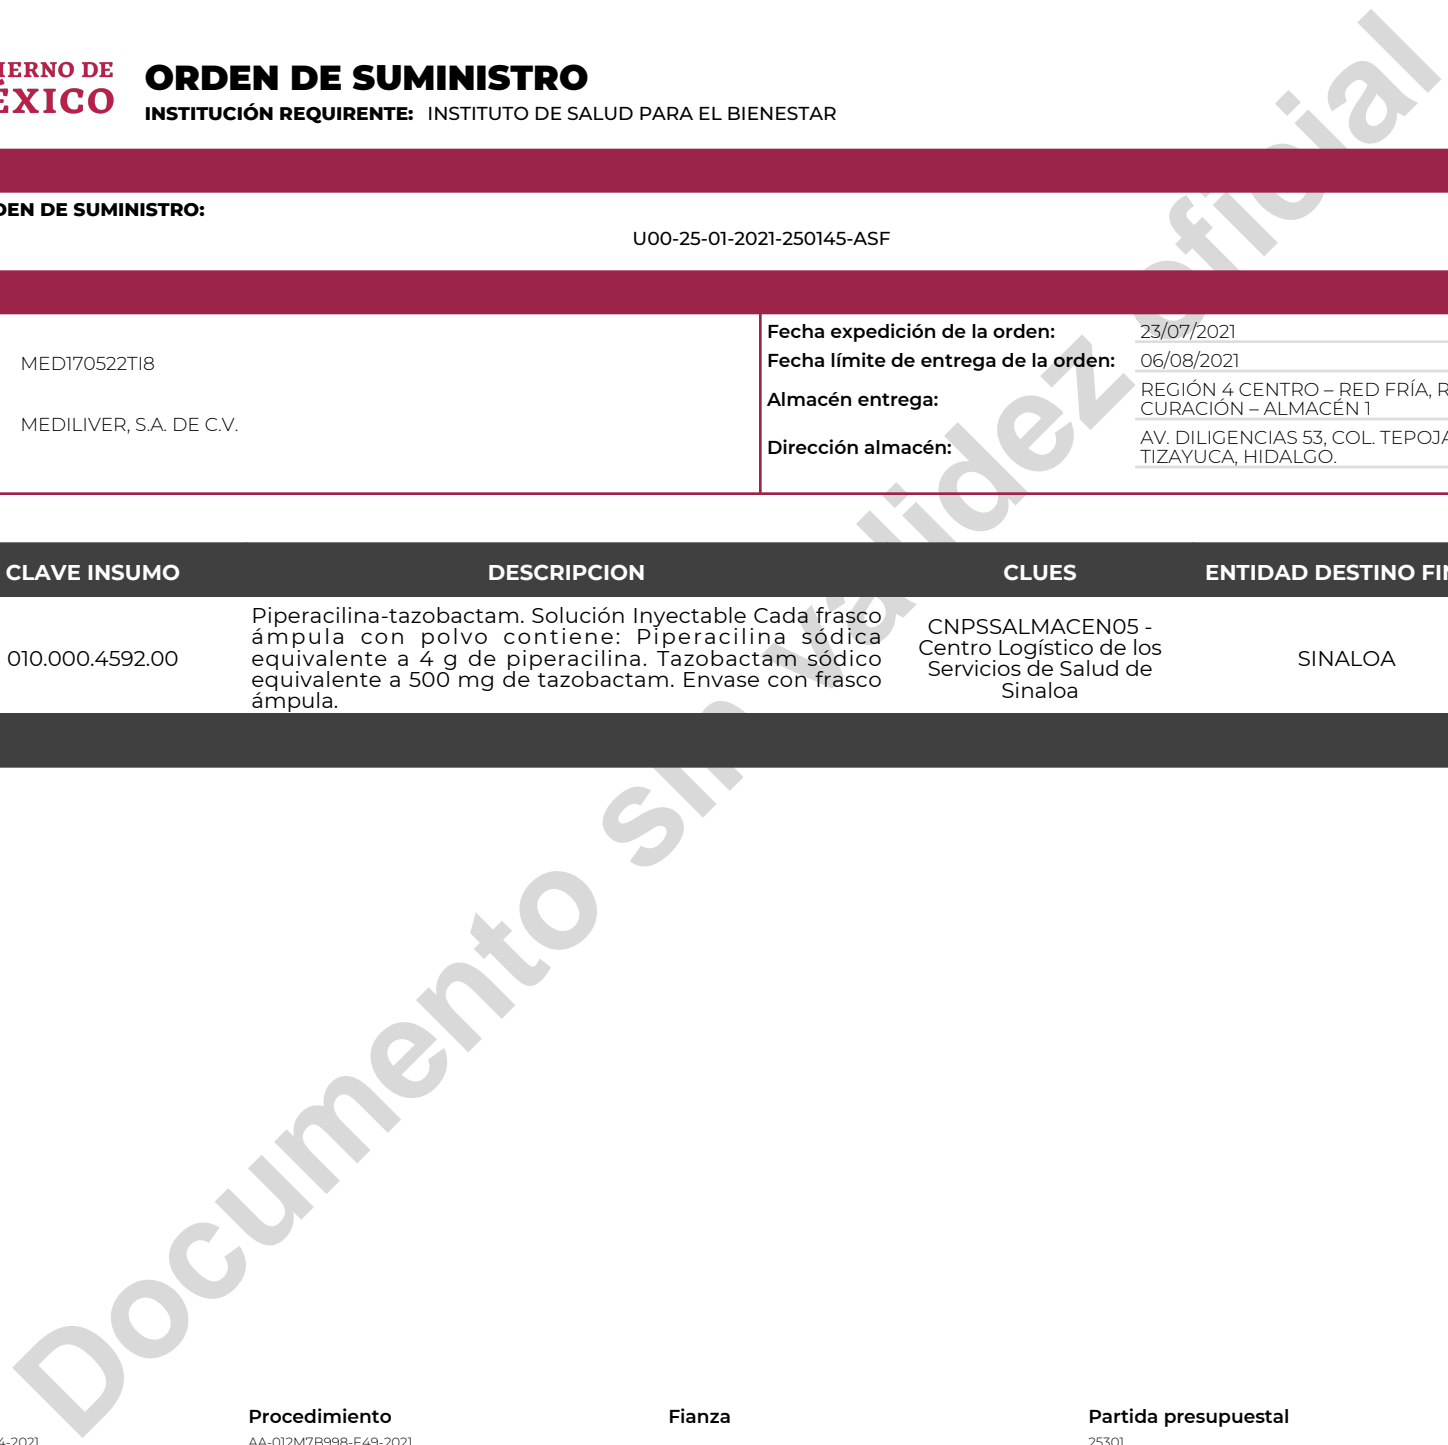 ORDEN DE SUMINISTRO
INSTITUCIÓN REQUIRENTE: INSTITUTO DE SALUD PARA EL BIENESTAR
DE
DE SUMINISTRO:
U00-25-01-2021-250145-ASF
MED170522TI8
MEDILIVER, S.A. DE C.V.
Fecha expedición de la orden: 23/07/2021
Fecha límite de entrega de la orden: 06/08/2021
Almacén entrega: REGIÓN 4 CENTRO – RED FRÍA,
CURACIÓN – ALMACÉN 1
Dirección almacén: AV. DILIGENCIAS 53, COL.
TIZAYUCA, HIDALGO.
CLAVE INSUMO DESCRIPCION CLUES ENTIDAD DESTINO
010.000.4592.00
Piperacilina-tazobactam. Solución Inyectable Cada frasco
ámpula con polvo contiene: Piperacilina sódica
equivalente a 4 g de piperacilina. Tazobactam sódico
equivalente a 500 mg de tazobactam. Envase con frasco
ámpula.
CNPSSALMACEN05 -
Centro Logístico de los
Servicios de Salud de
Sinaloa
SINALOA
Documento sin validez oficial
Procedimiento Fianza Partida presupuestal
AA-012M7B998-E49-2021 25301